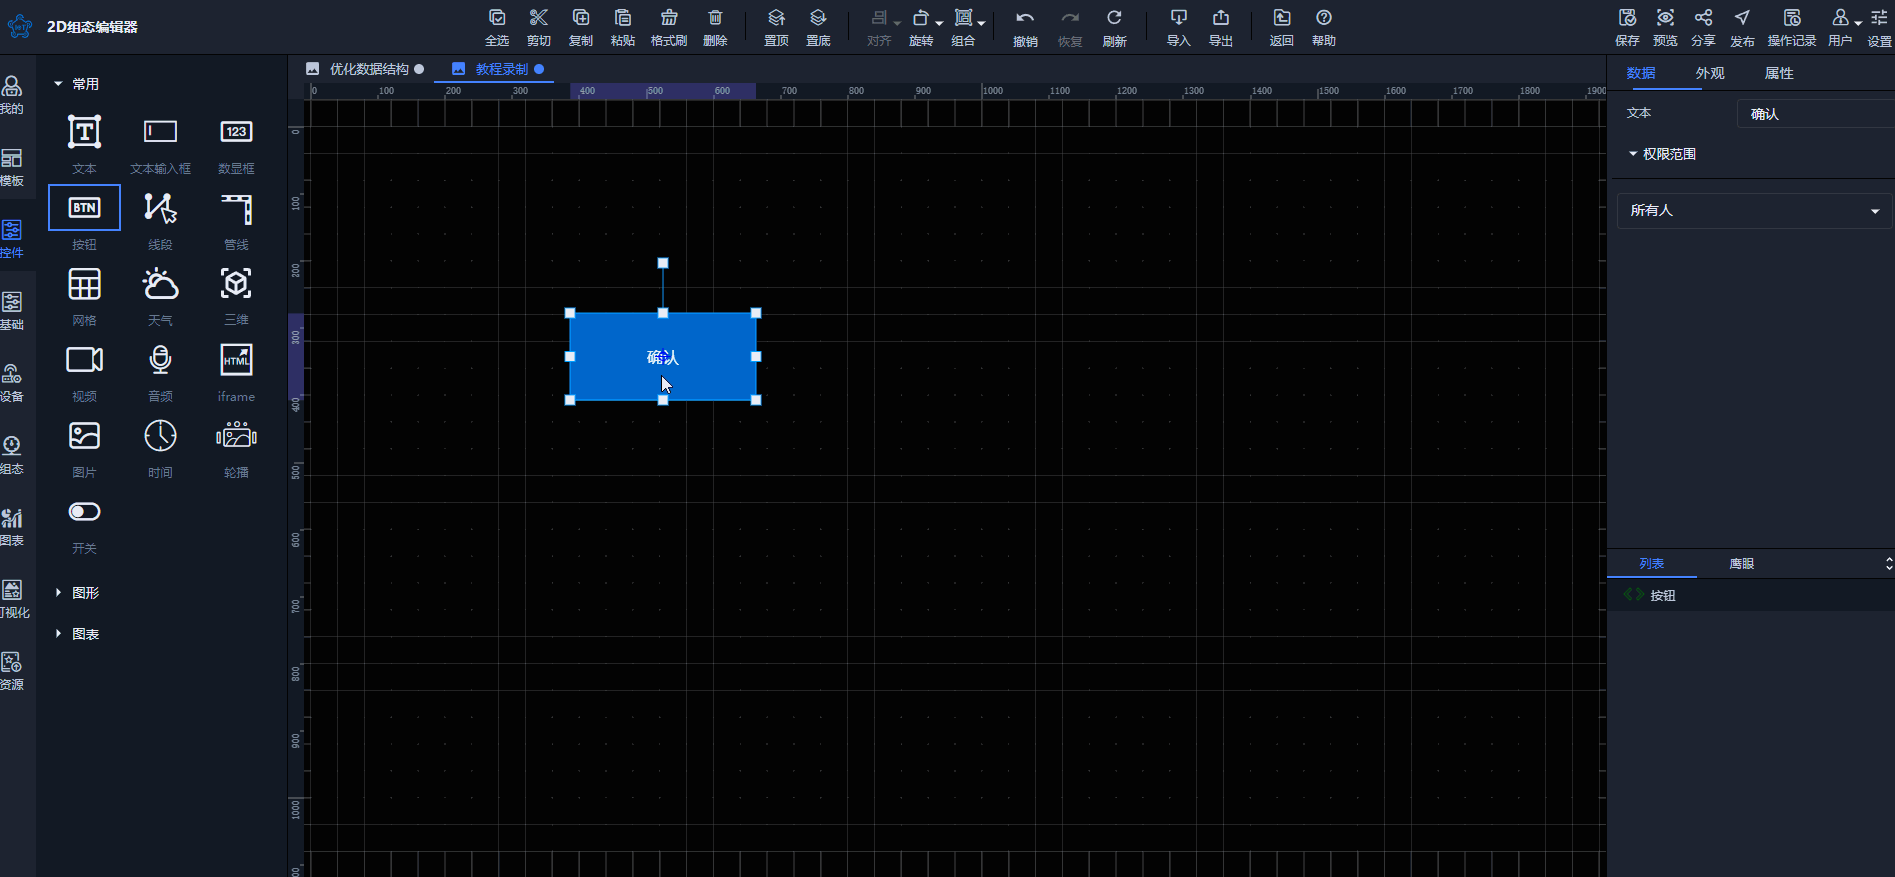 2D组态编辑器
全选 剪切 复制 粘贴 格式刷 删除 置顶 置底 对齐 旋转 组合 撤销 恢复 刷新 导入 导出 返回 帮助 保存 预览 分享 发布 操作记录 用户 设置
我的
模板
控件
基础
设备
组态
图表
可视化
资源
常用
文本 文本输入框 数显框
123
BTN
按钮 线段 管线
网格 天气 三维
HTML
视频 音频 iframe
图片 时间 轮播
开关
图形
图表
优化数据结构 教程录制
0 100 200 300 400 500 600 700 800 900 1000 1100 1200 1300 1400 1500 1600 1700 1800 1900
0
100
200
300
400
500
600
700
800
900
1000
确认
数据 外观 属性
文本 确认
权限范围
所有人
列表 鹰眼
按钮